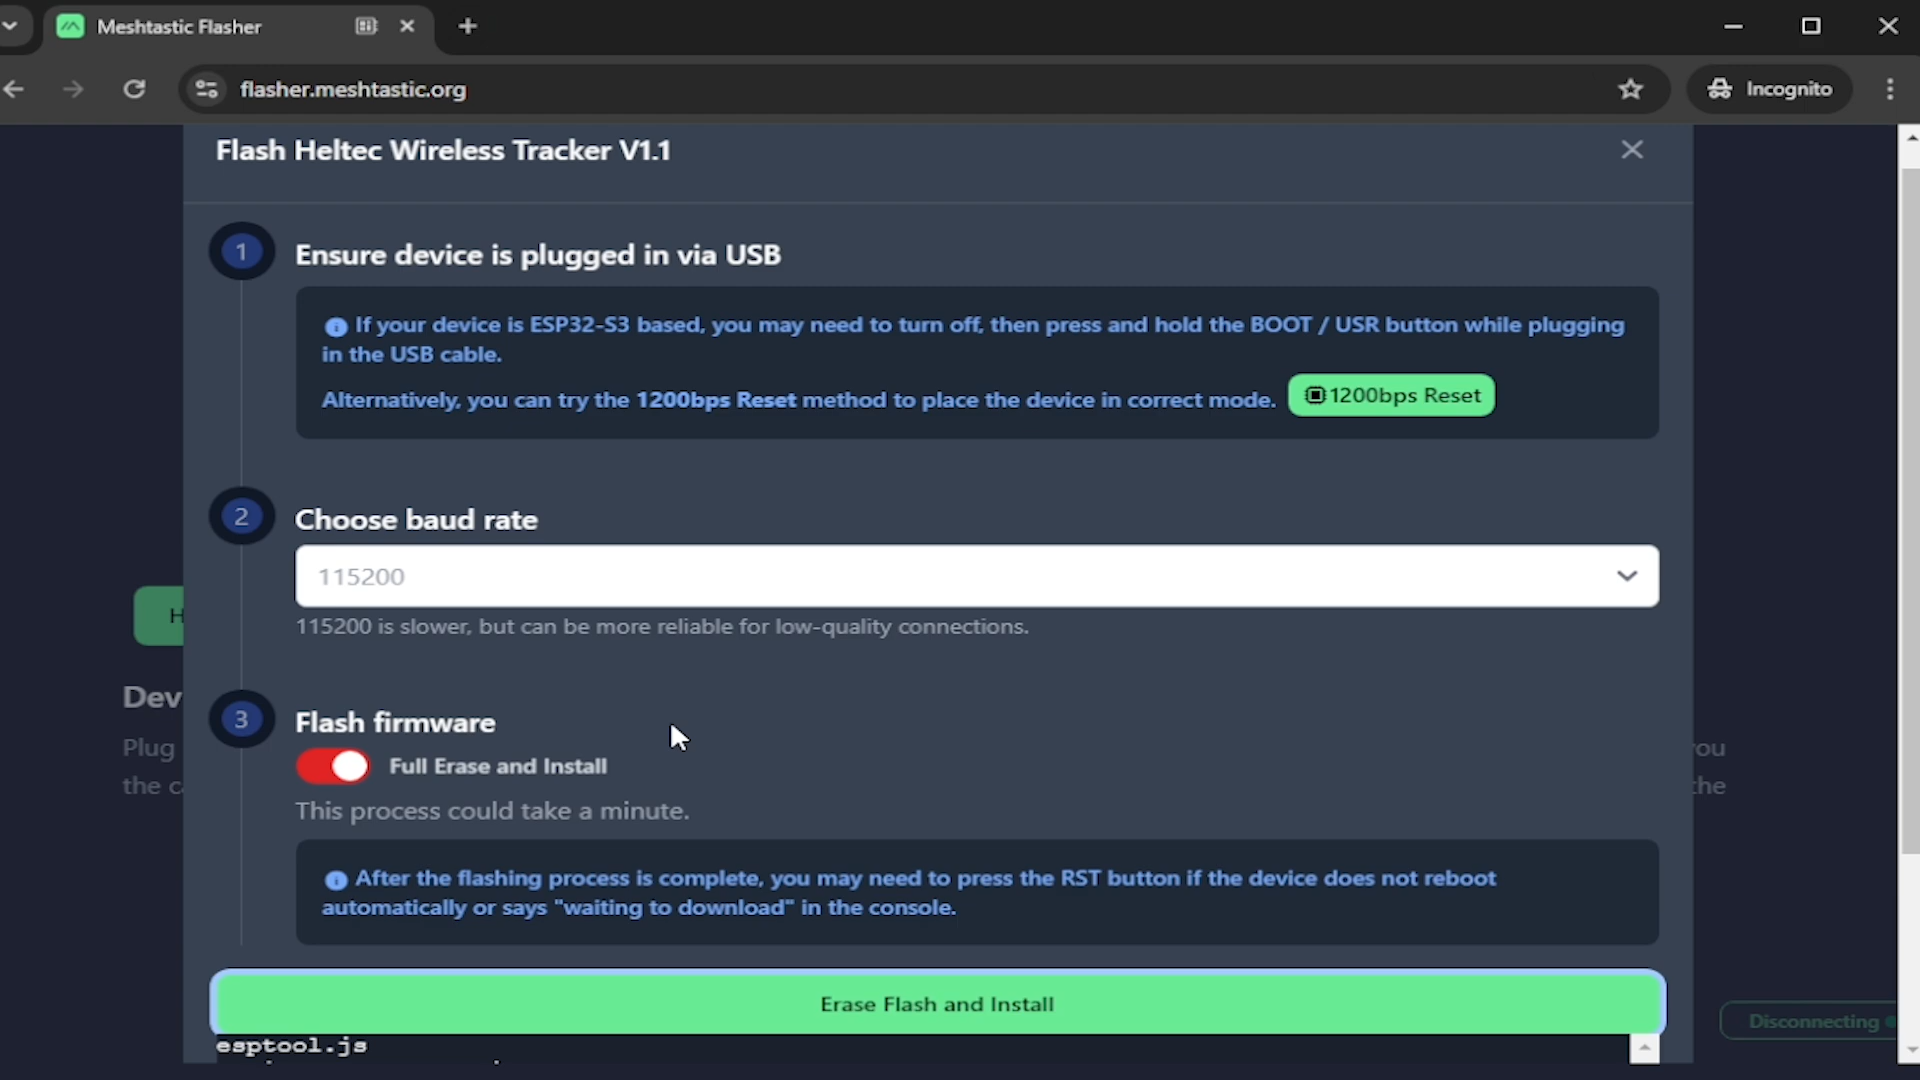 Meshtastic Flasher
flasher.meshtastic.org
Incognito
Flash Heltec Wireless Tracker V1.1
1
Ensure device is plugged in via USB
If your device is ESP32-S3 based, you may need to turn off, then press and hold the BOOT / USR button while plugging
in the USB cable.
Alternatively, you can try the 1200bps Reset method to place the device in correct mode.
1200bps Reset
2
Choose baud rate
115200
115200 is slower, but can be more reliable for low-quality connections.
H
3
Flash firmware
Full Erase and Install
This process could take a minute.
Dev
Plug
the
you
the
After the flashing process is complete, you may need to press the RST button if the device does not reboot
automatically or says "waiting to download" in the console.
Erase Flash and Install
esptool.js
Disconnecting